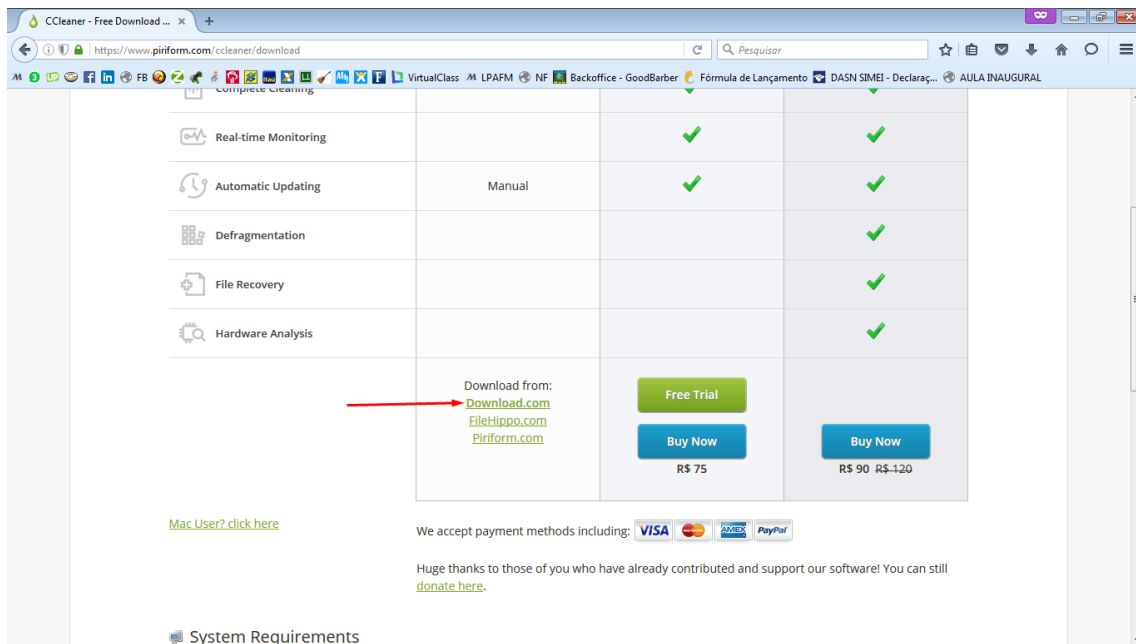 CCleaner - Free Download ...
https://www.piriform.com/ccleaner/download
Pesquisar
FB
VirtualClass
LPAFM
NF
Backoffice - GoodBarber
Fórmula de Lançamento
DASN SIMEI - Declaraç...
AULA INAUGURAL
Complete Cleaning
Real-time Monitoring
Automatic Updating
Manual
Defragmentation
File Recovery
Hardware Analysis
Download from:
Download.com
FileHippo.com
Piriform.com
Free Trial
Buy Now
R$ 75
Buy Now
R$ 90 R$ 120
Mac User? click here
We accept payment methods including: VISA AMEX PayPal
Huge thanks to those of you who have already contributed and support our software! You can still
donate here.
System Requirements